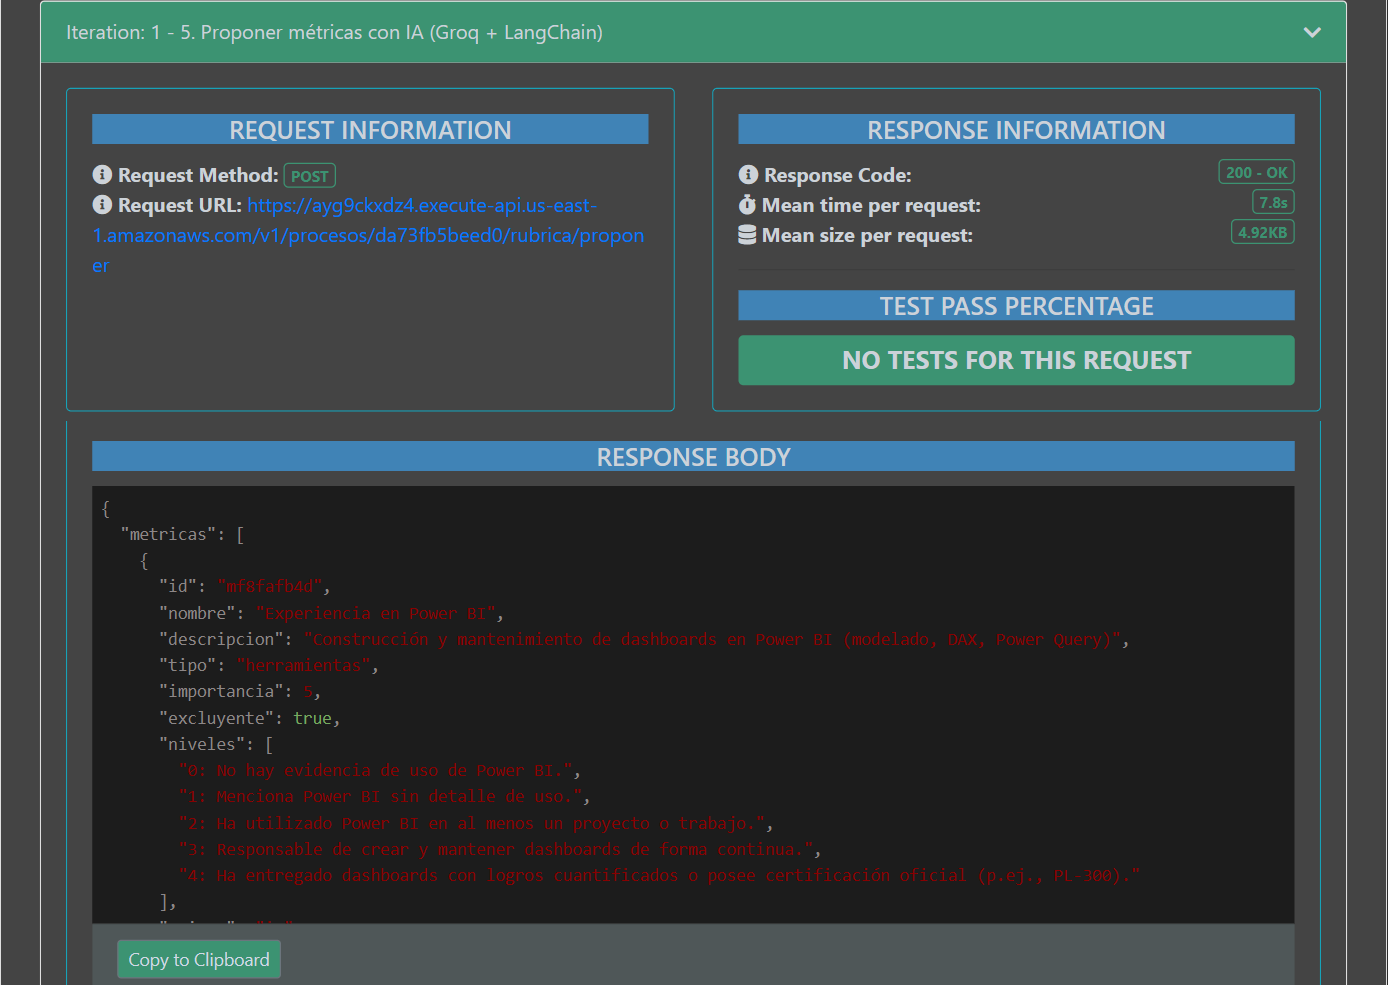 Iteration: 1 - 5. Proponer métricas con IA (Groq + LangChain)
REQUEST INFORMATION
Request Method: POST
Request URL: https://ayg9ckxdz4.execute-api.us-east-
1.amazonaws.com/v1/procesos/da73fb5beed0/rubrica/propon
er
RESPONSE INFORMATION
Response Code: 200 - OK
Mean time per request: 7.8s
Mean size per request: 4.92KB
TEST PASS PERCENTAGE
NO TESTS FOR THIS REQUEST
RESPONSE BODY
{
"metricas": [
{
"id": "mf8fafb4d",
"nombre": "Experiencia en Power BI",
"descripcion": "Construcción y mantenimiento de dashboards en Power BI (modelado, DAX, Power Query)",
"tipo": "herramientas",
"importancia": 5,
"excluyente": true,
"niveles": [
"0: No hay evidencia de uso de Power BI.",
"1: Menciona Power BI sin detalle de uso.",
"2: Ha utilizado Power BI en al menos un proyecto o trabajo.",
"3: Responsable de crear y mantener dashboards de forma continua.",
"4: Ha entregado dashboards con logros cuantificados o posee certificación oficial (p.ej., PL-300)."
],
Copy to Clipboard